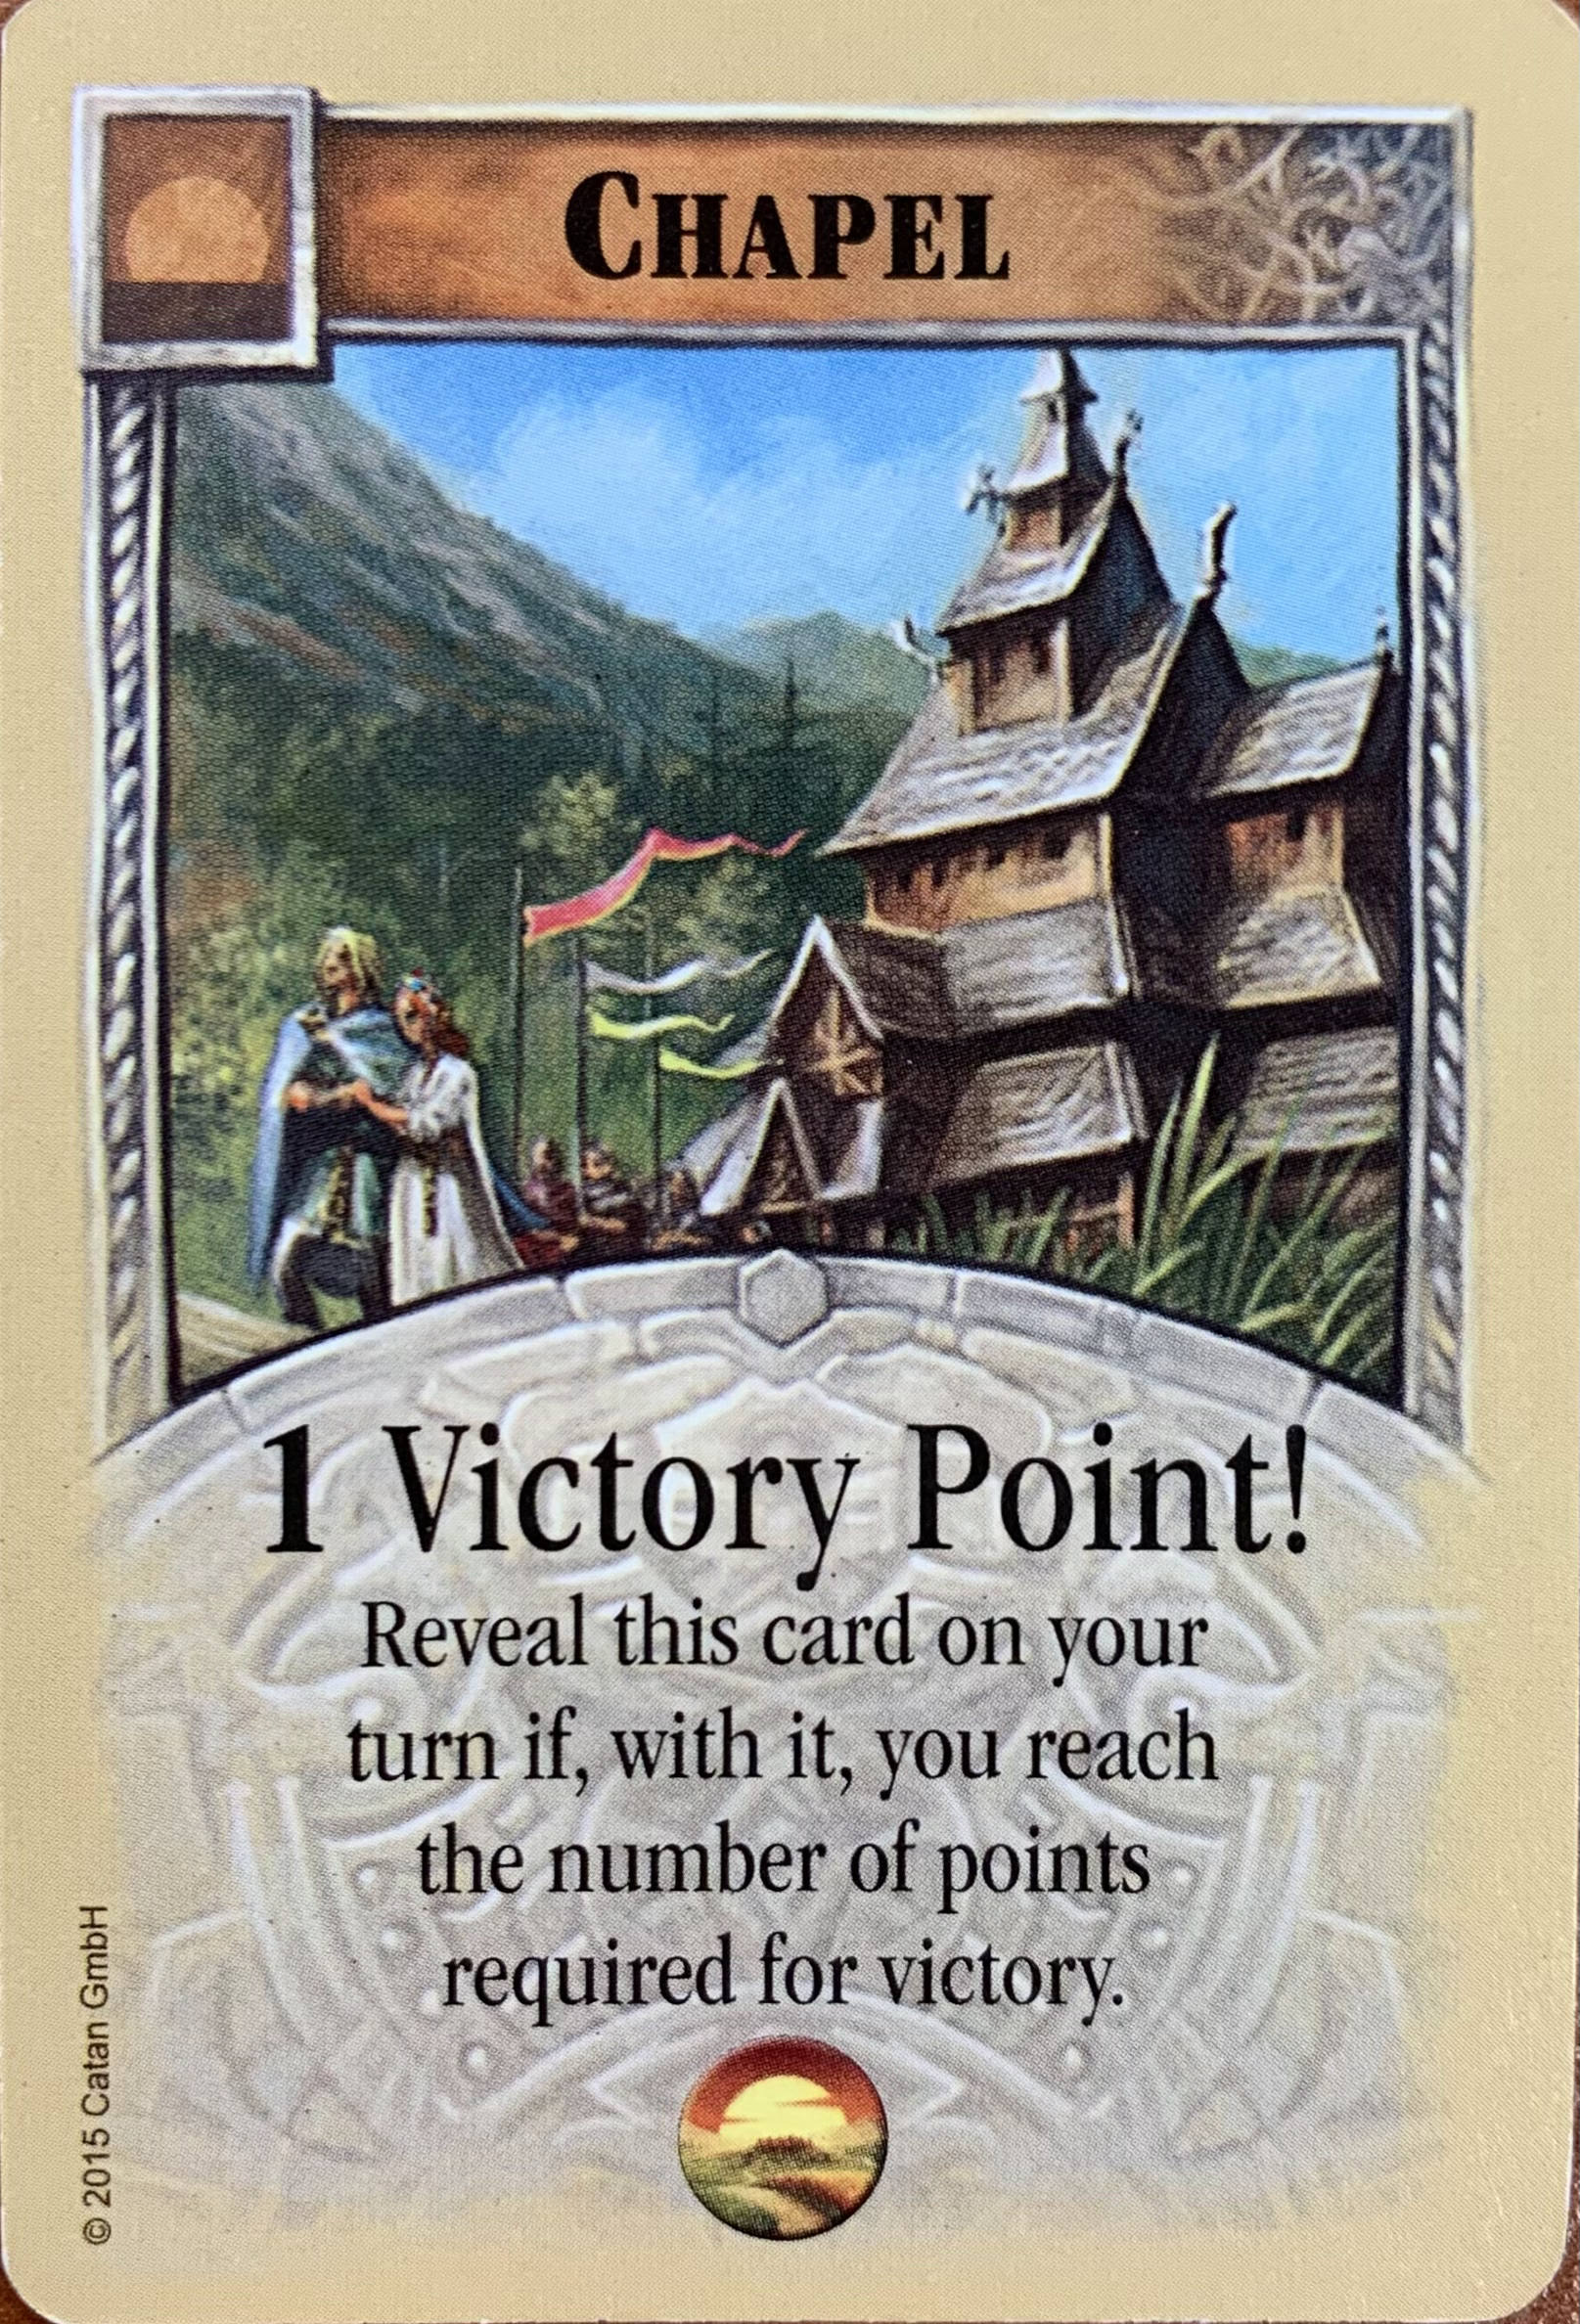 CHAPEL
1 Victory Point!
Reveal this card on your
turn if, with it, you reach
the number of points
required for victory.
© 2015 Catan GmbH